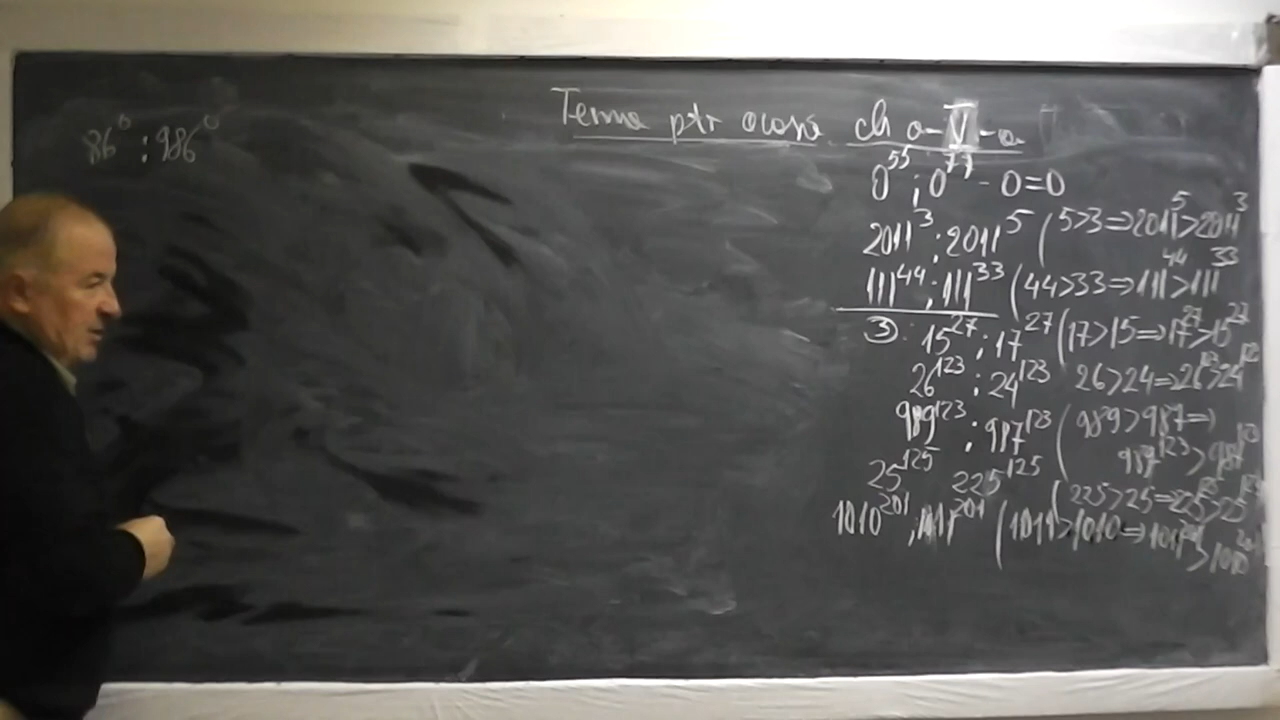 86⁰ ; 986⁰
Tema ptr acasă cl a-V-a
0⁵⁵ ; 0⁷⁷ - 0=0
2011³ ; 2011⁵ (5>3⇒2011⁵>2011³
111⁴⁴ ; 111³³ (44>33⇒111⁴⁴>111³³
③. 15²⁷ ; 17²⁷ (17>15⇒17²⁷>15²⁷
26¹²³ ; 24¹²³ 26>24⇒26¹²³>24¹²³
989¹²³ ; 987¹²³ (989>987⇒
987¹²³>987¹²³
25¹²⁵ 225¹²⁵ (225>25⇒225¹²⁵>25¹²⁵
1010²⁰¹ ; 1011²⁰¹ (1011>1010⇒1011²⁰¹>1010²⁰¹